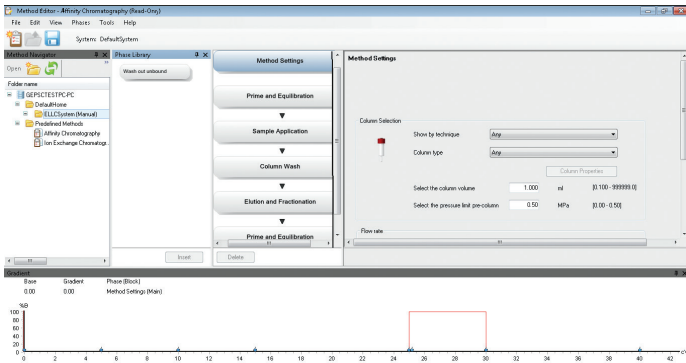 Method Editor - Affinity Chromatography (Read-Only)
File Edit View Phases Tools Help
System: DefaultSystem
Method Navigator
Phase Library
Open
Wash out unbound
Folder name
GEPSCTESTPC-PC
DefaultHome
ELLCSystem (Manual)
Predefined Methods
Affinity Chromatography
Ion Exchange Chromatogr...
Method Settings
Prime and Equilibration
Sample Application
Column Wash
Elution and Fractionation
Prime and Equilibration
Insert
Delete
Method Settings
Column Selection
Show by technique Any
Column type Any
Column Properties
Select the column volume 1.000 ml [0.100 - 999999.0]
Select the pressure limit pre-column 0.50 MPa [0.00 - 0.50]
Flow rate
Gradient
Base Gradient Phase (Block)
0.00 0.00 Method Settings (Main)
%B
100
80
60
40
20
0
0 2 4 6 8 10 12 14 16 18 20 22 24 26 28 30 32 34 36 38 40 42